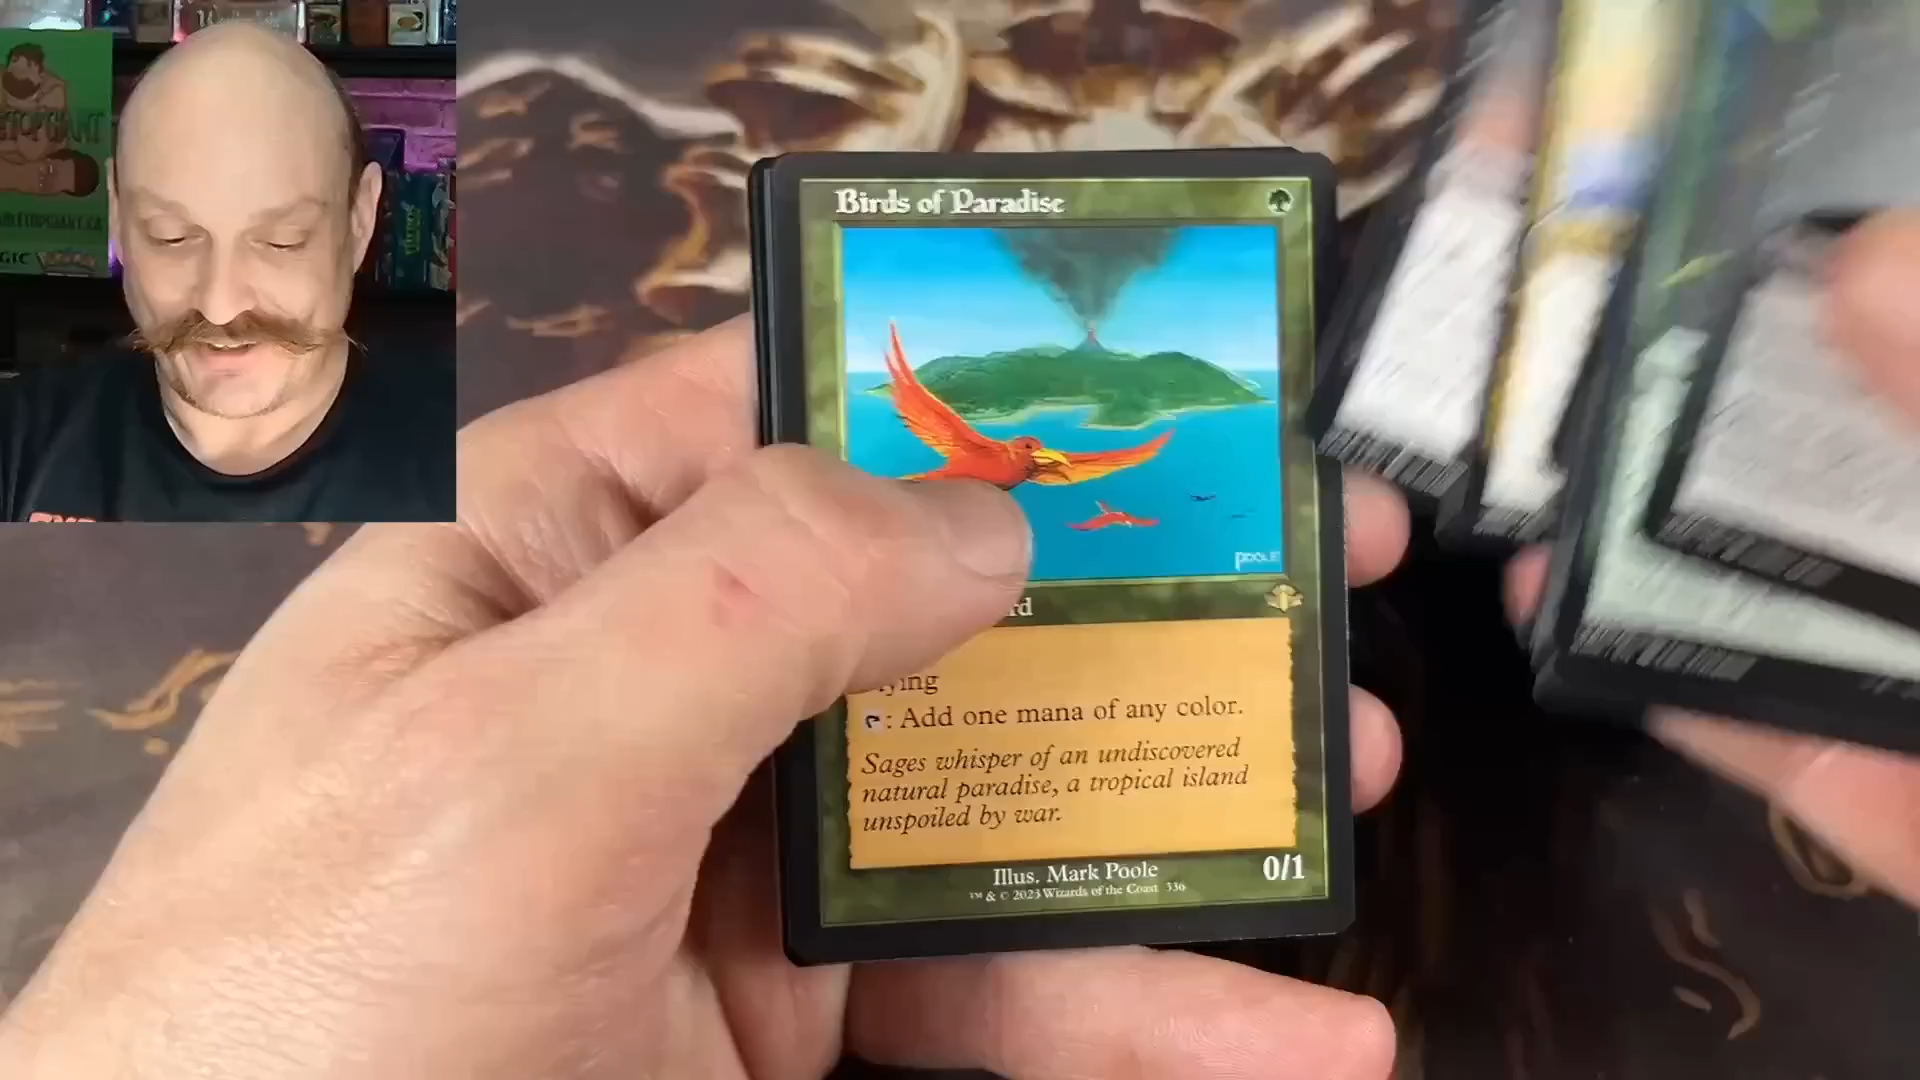 Birds of Paradise
POOLE
rd
ying
: Add one mana of any color.
Sages whisper of an undiscovered
natural paradise, a tropical island
unspoiled by war.
Illus. Mark Poole
0/1
™ & © 2023 Wizards of the Coast 336